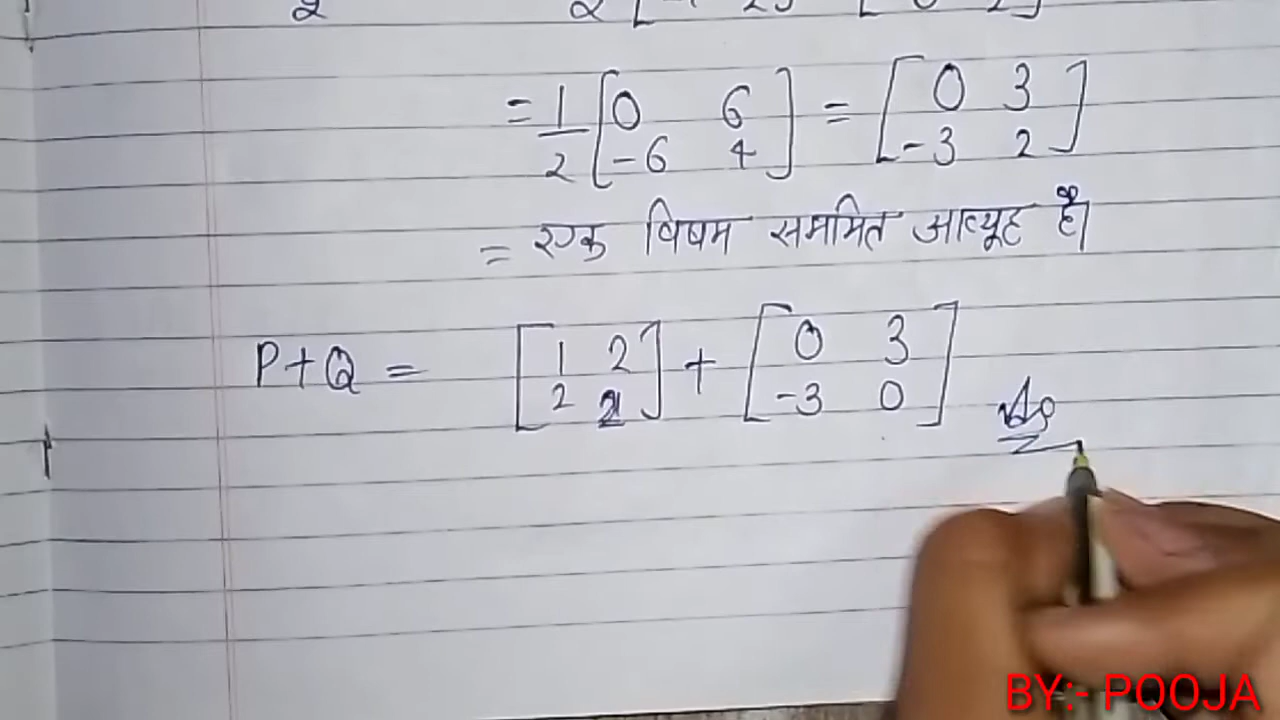 = 1/2 [0 6 -6 4] = [0 3 -3 2]
= एक विषम सममित आव्यूह है।
P+Q = [1 2 2 2] + [0 3 -3 0]
BY:- POOJA